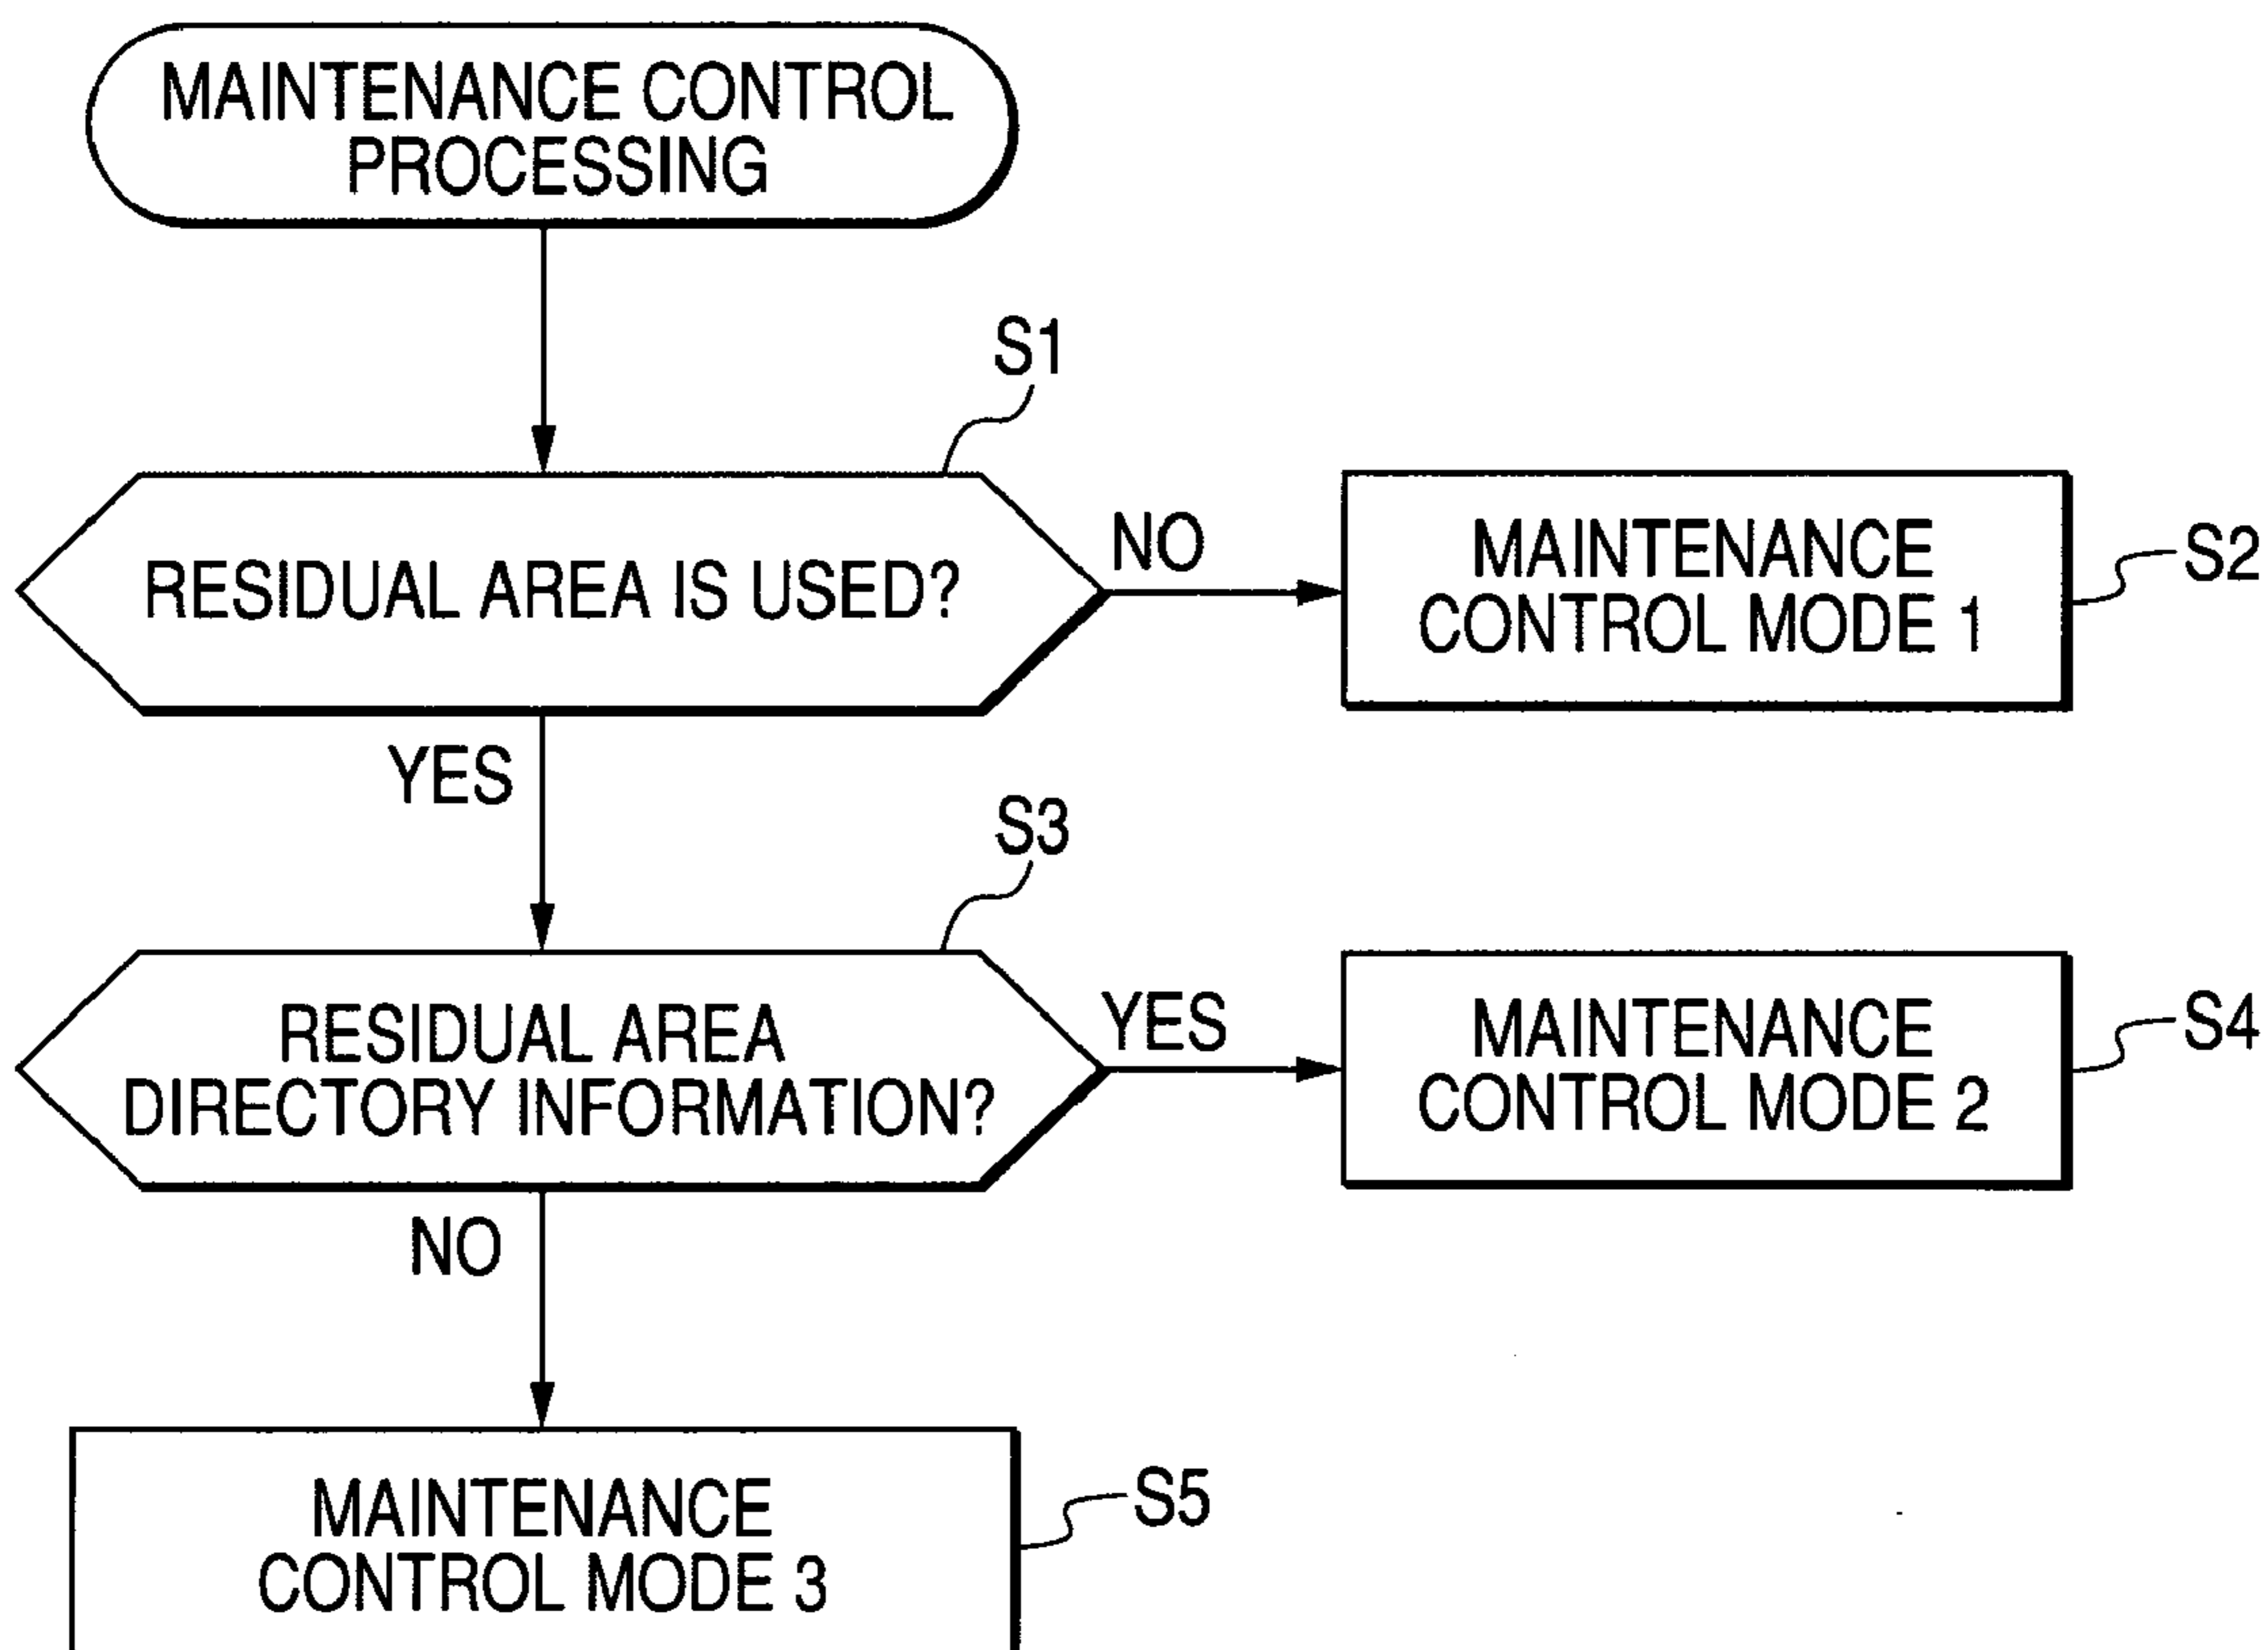 MAINTENANCE CONTROL
PROCESSING
S1
RESIDUAL AREA IS USED?
NO
MAINTENANCE
CONTROL MODE 1
S2
YES
S3
RESIDUAL AREA
DIRECTORY INFORMATION?
YES
MAINTENANCE
CONTROL MODE 2
S4
NO
MAINTENANCE
CONTROL MODE 3
S5